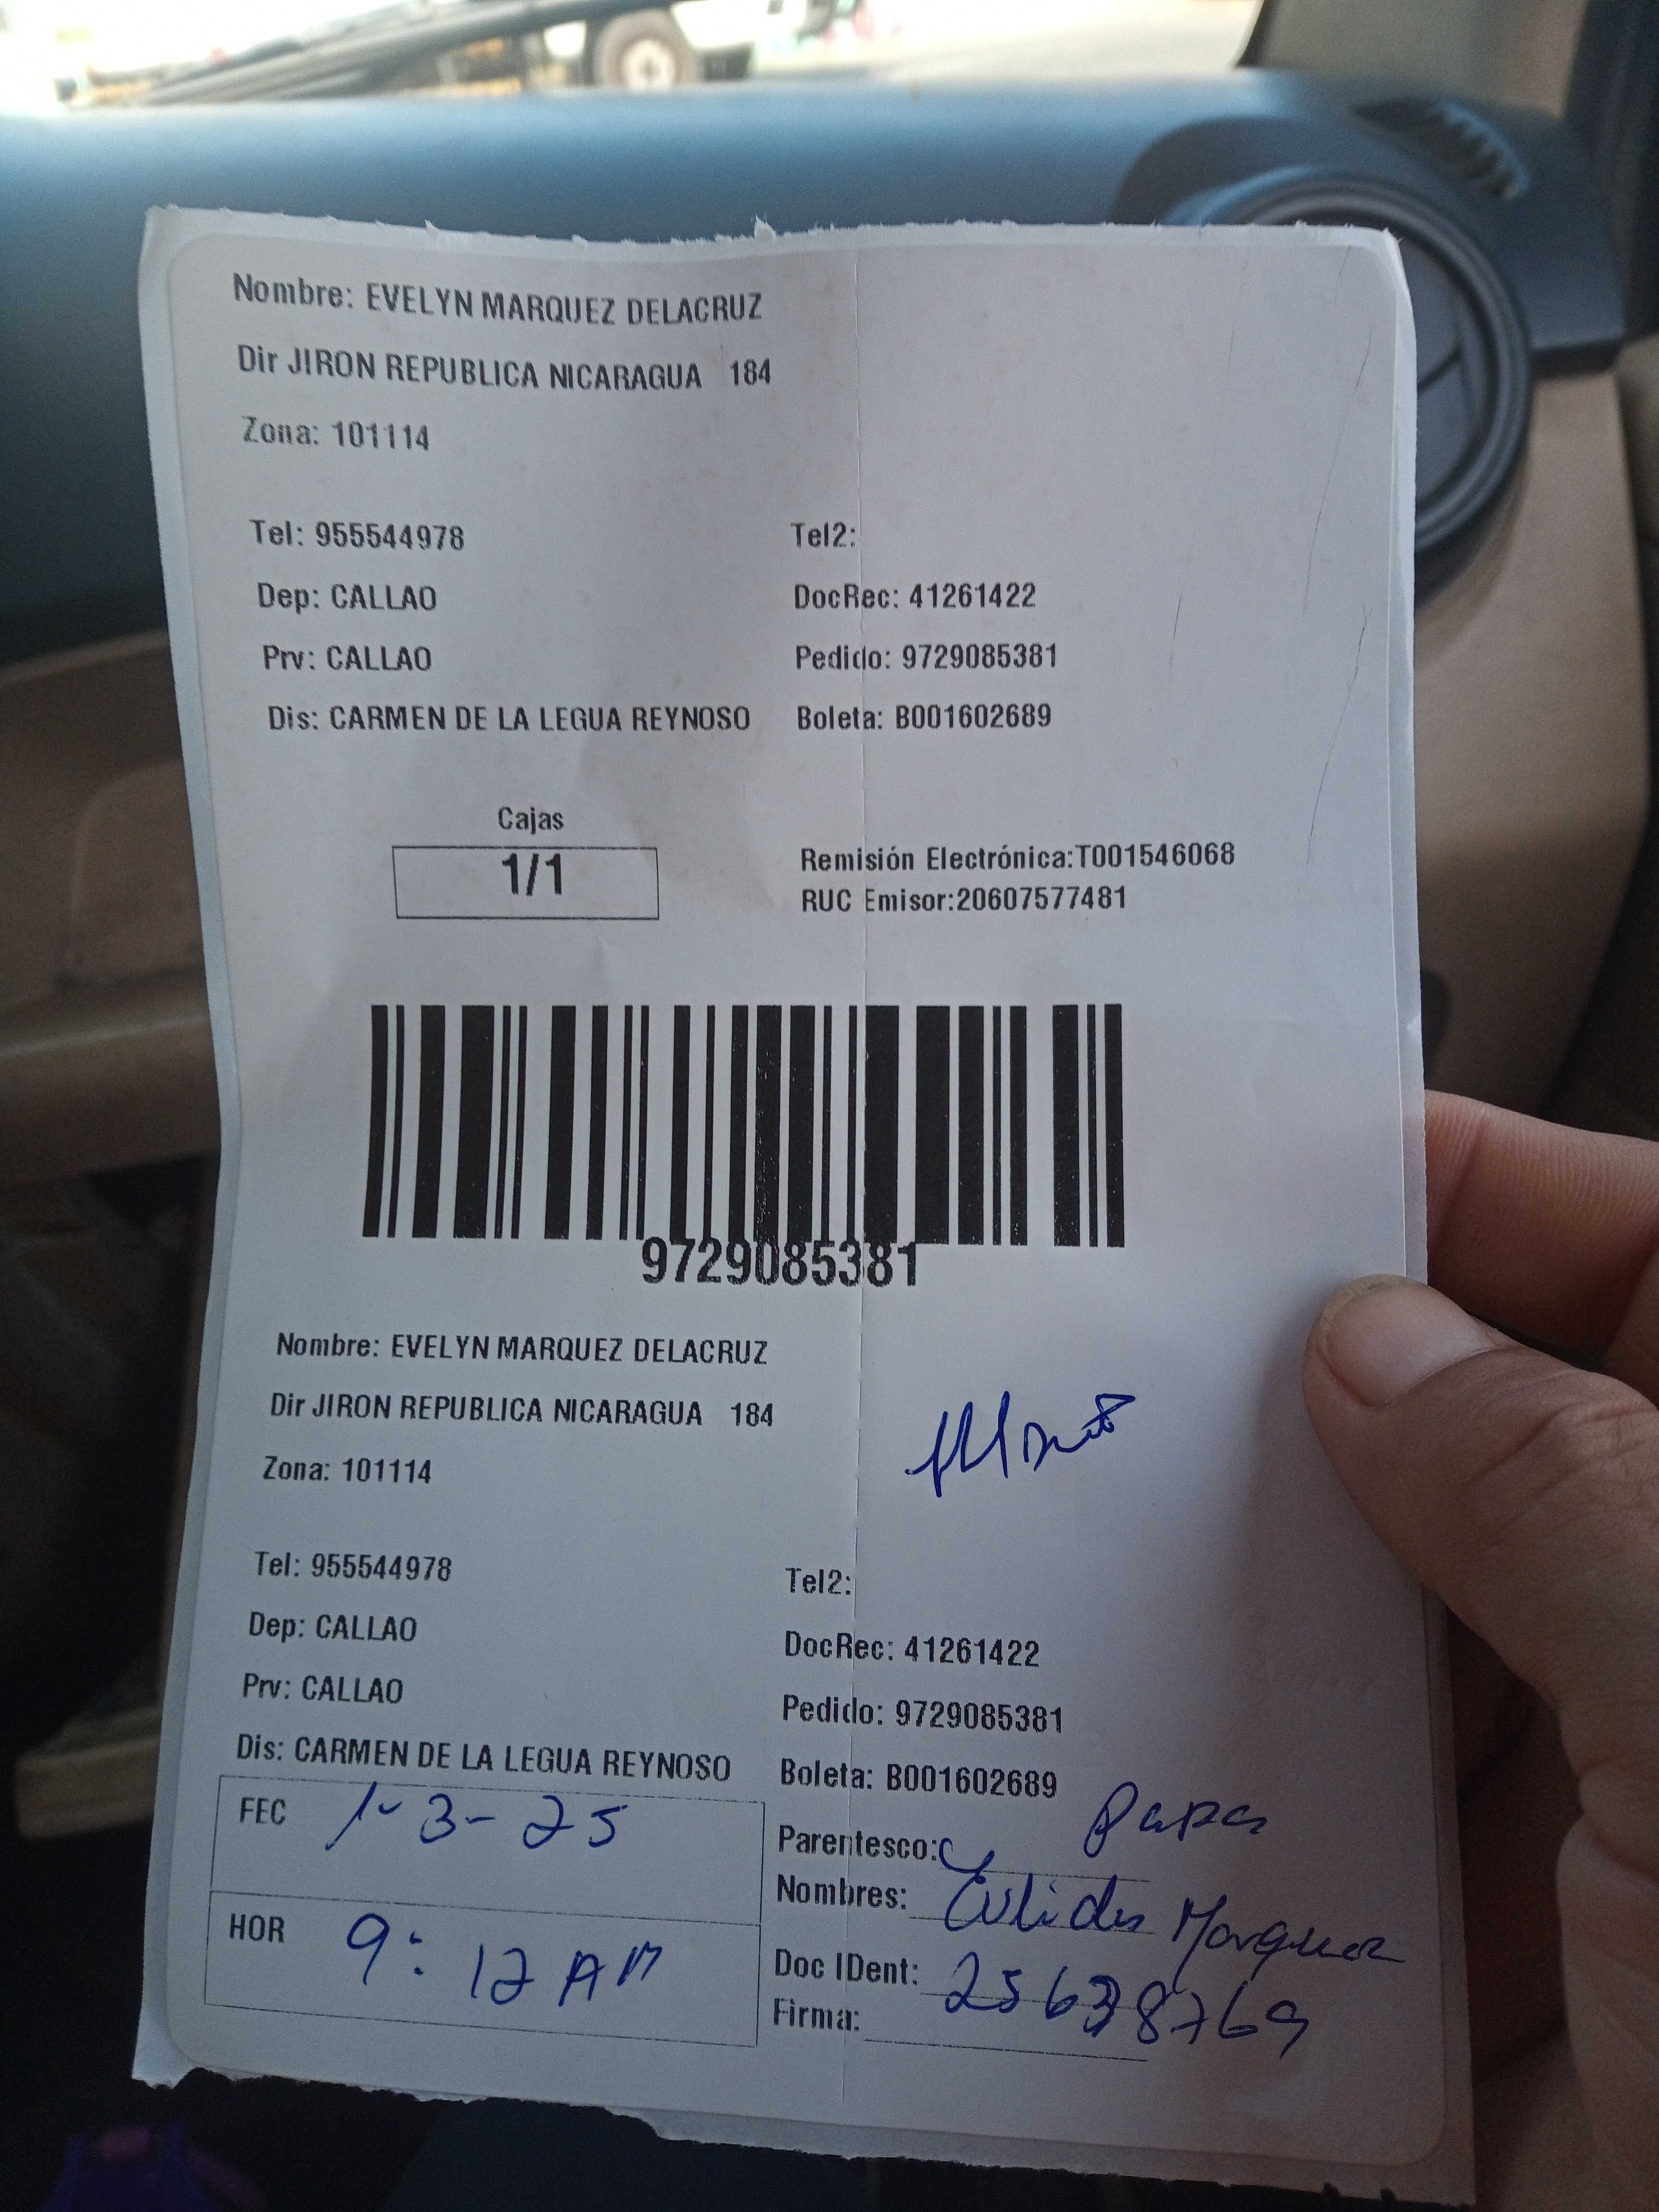 Nombre: EVELYN MARQUEZ DELACRUZ
Dir JIRON REPUBLICA NICARAGUA 184
Zona: 101114
Tel: 955544978 Tel2:
Dep: CALLAO DocRec: 41261422
Prv: CALLAO Pedido: 9729085381
Dis: CARMEN DE LA LEGUA REYNOSO Boleta: B001602689
Cajas
1/1
Remisión Electrónica:T001546068
RUC Emisor:20607577481
9729085381
Nombre: EVELYN MARQUEZ DELACRUZ
Dir JIRON REPUBLICA NICARAGUA 184
Zona: 101114
Tel: 955544978 Tel2:
Dep: CALLAO DocRec: 41261422
Prv: CALLAO Pedido: 9729085381
Dis: CARMEN DE LA LEGUA REYNOSO Boleta: B001602689
FEC 1-3-25
Parentesco: Papa
Nombres: Eulides Marquez
HOR 9:12 AM
Doc IDent: 25638769
Firma: